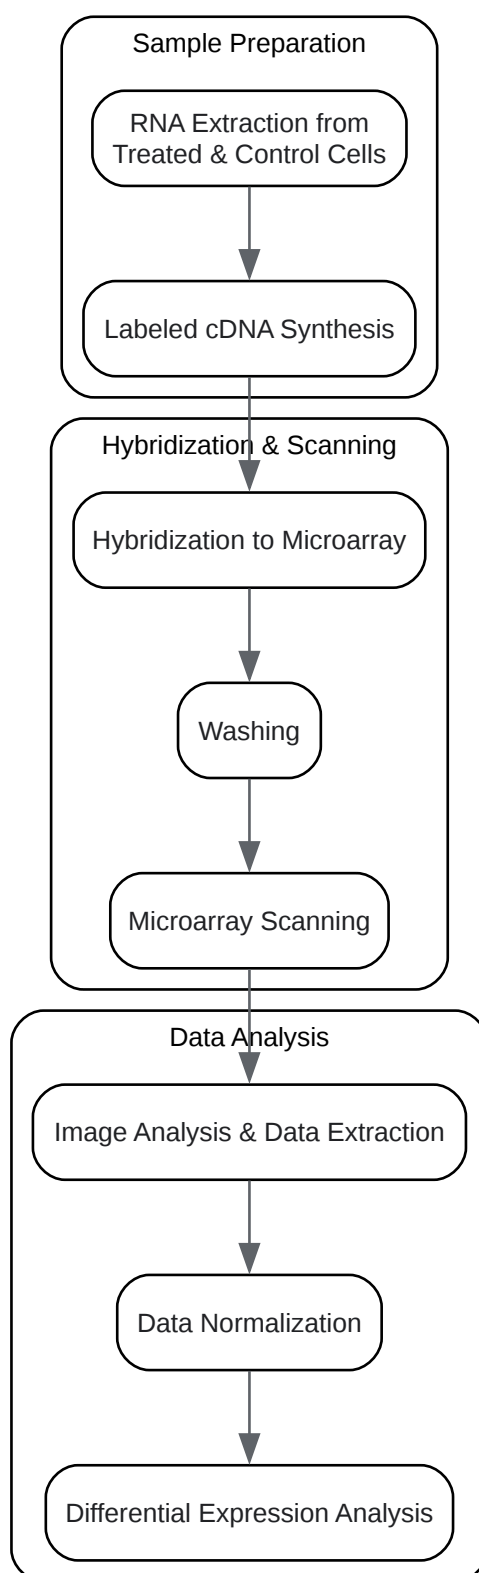 Sample Preparation
RNA Extraction from
Treated & Control Cells
Labeled cDNA Synthesis
Hybridization & Scanning
Hybridization to Microarray
Washing
Microarray Scanning
Data Analysis
Image Analysis & Data Extraction
Data Normalization
Differential Expression Analysis